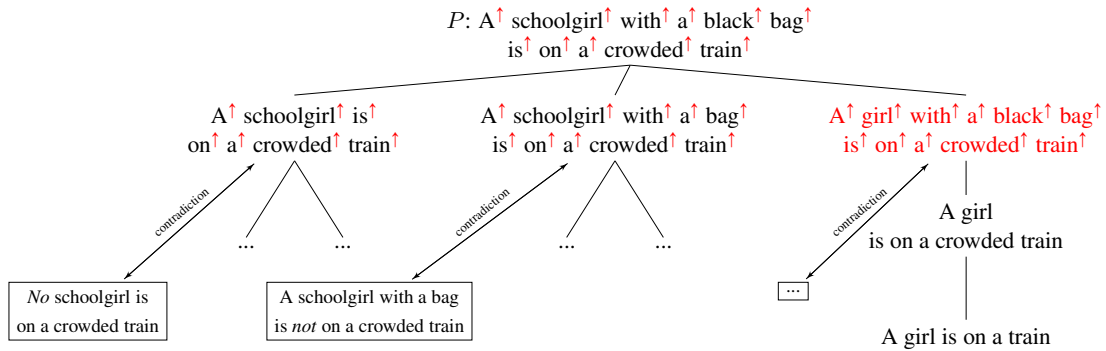 P: A↑ schoolgirl↑ with↑ a↑ black↑ bag↑
is↑ on↑ a↑ crowded↑ train↑
A↑ schoolgirl↑ is↑
on↑ a↑ crowded↑ train↑
A↑ schoolgirl↑ with↑ a↑ bag↑
is↑ on↑ a↑ crowded↑ train↑
A↑ girl↑ with↑ a↑ black↑ bag↑
is↑ on↑ a↑ crowded↑ train↑
contradiction
contradiction
contradiction
... ...
... ...
A girl
is on a crowded train
No schoolgirl is
on a crowded train
A schoolgirl with a bag
is not on a crowded train
...
A girl is on a train